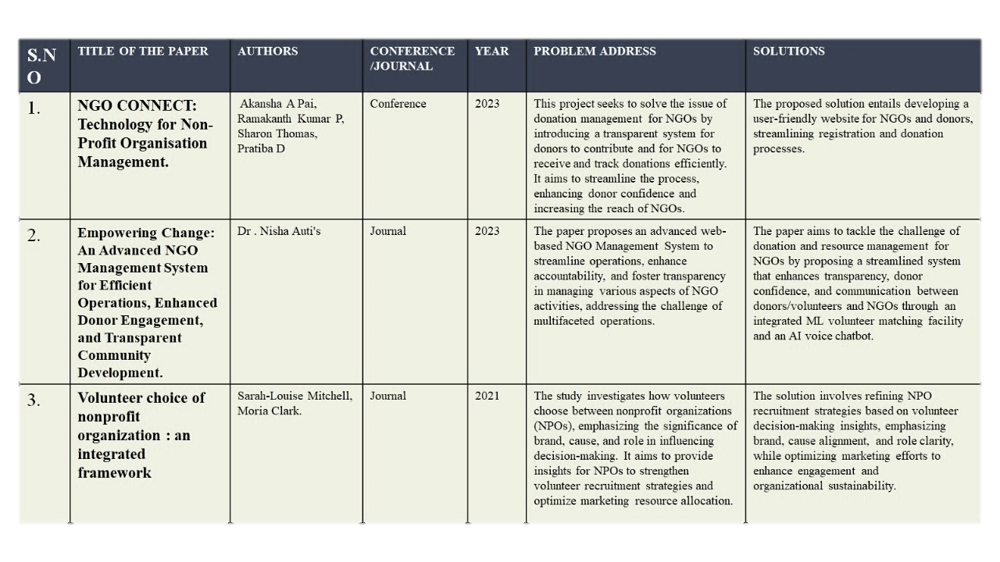 S.N
O
TITLE OF THE PAPER
AUTHORS
CONFERENCE
/JOURNAL
YEAR
PROBLEM ADDRESS
SOLUTIONS
1.
NGO CONNECT:
Technology for Non-
Profit Organisation
Management.
Akansha A Pai,
Ramakanth Kumar P,
Sharon Thomas,
Pratiba D
Conference
2023
This project seeks to solve the issue of
donation management for NGOs by
introducing a transparent system for
donors to contribute and for NGOs to
receive and track donations efficiently.
It aims to streamline the process,
enhancing donor confidence and
increasing the reach of NGOs.
The proposed solution entails developing a
user-friendly website for NGOs and donors,
streamlining registration and donation
processes.
2.
Empowering Change:
An Advanced NGO
Management System
for Efficient
Operations, Enhanced
Donor Engagement,
and Transparent
Community
Development.
Dr . Nisha Auti's
Journal
2023
The paper proposes an advanced web-
based NGO Management System to
streamline operations, enhance
accountability, and foster transparency
in managing various aspects of NGO
activities, addressing the challenge of
multifaceted operations.
The paper aims to tackle the challenge of
donation and resource management for
NGOs by proposing a streamlined system
that enhances transparency, donor
confidence, and communication between
donors/volunteers and NGOs through an
integrated ML volunteer matching facility
and an AI voice chatbot.
3.
Volunteer choice of
nonprofit
organization : an
integrated
framework
Sarah-Louise Mitchell,
Moria Clark.
Journal
2021
The study investigates how volunteers
choose between nonprofit organizations
(NPOs), emphasizing the significance of
brand, cause, and role in influencing
decision-making. It aims to provide
insights for NPOs to strengthen
volunteer recruitment strategies and
optimize marketing resource allocation.
The solution involves refining NPO
recruitment strategies based on volunteer
decision-making insights, emphasizing
brand, cause alignment, and role clarity,
while optimizing marketing efforts to
enhance engagement and
organizational sustainability.